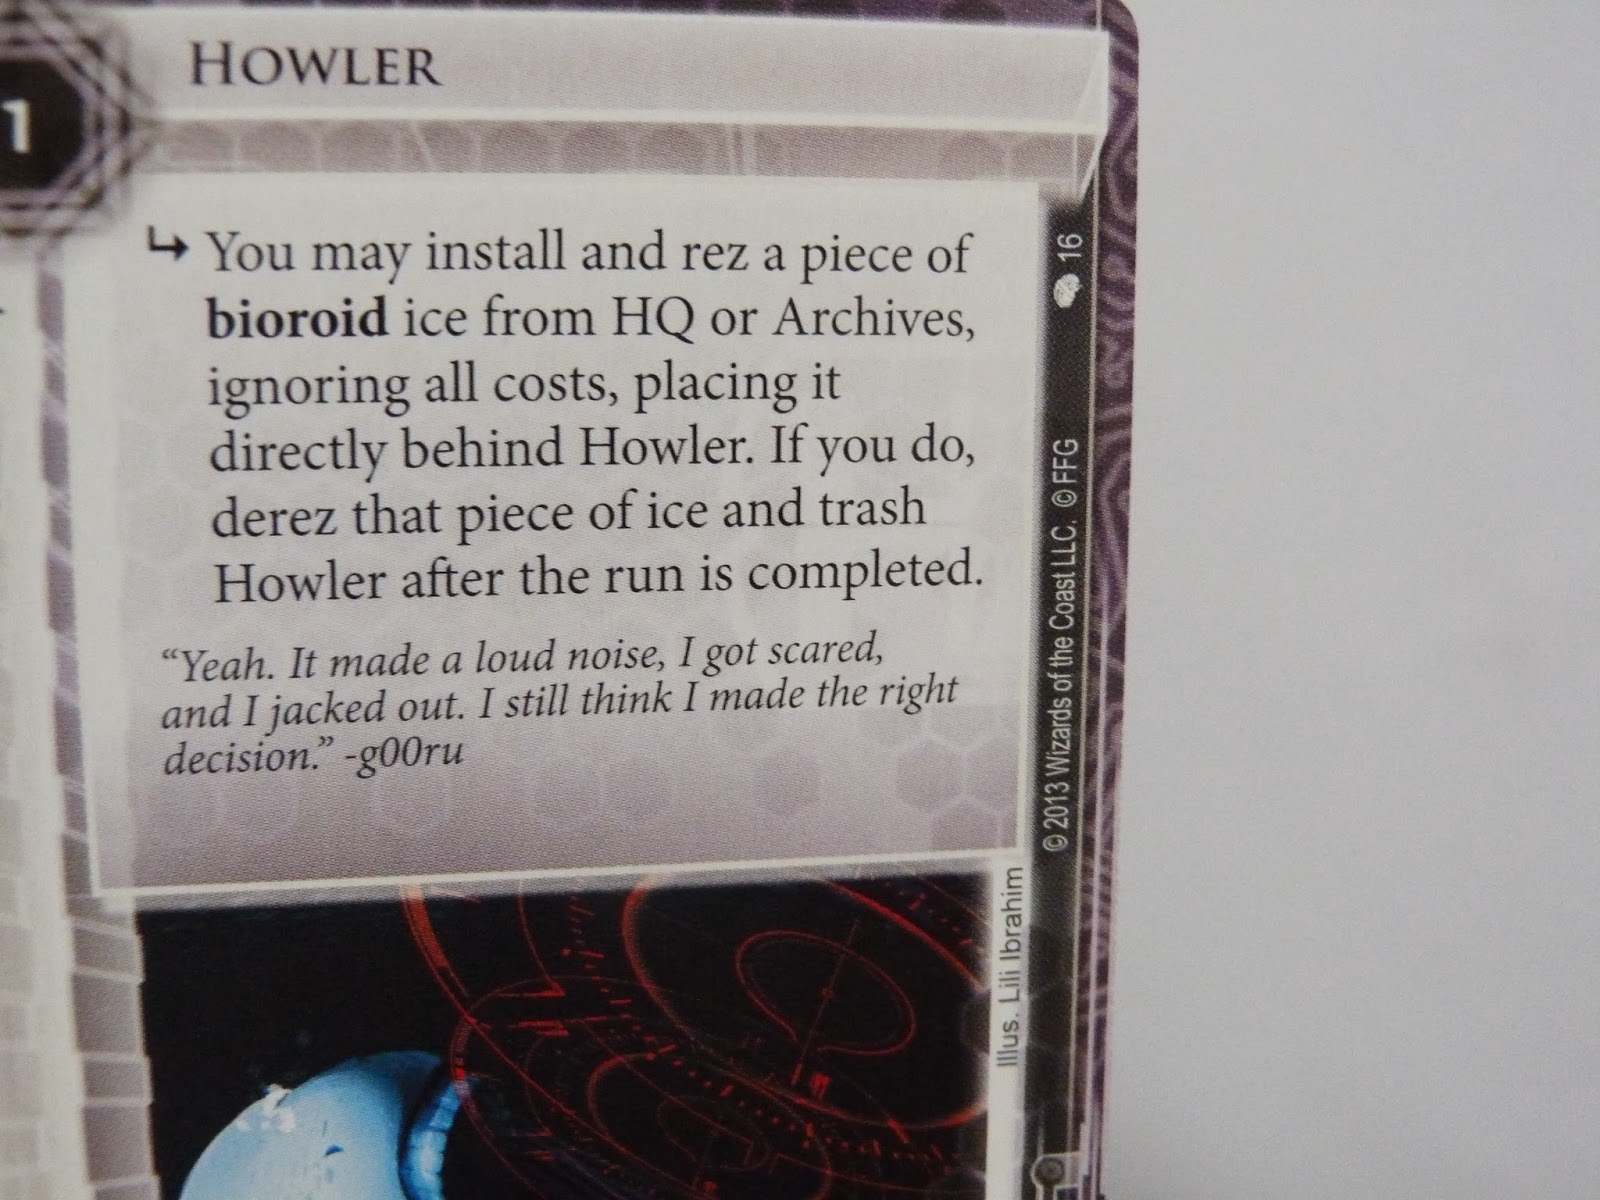 HOWLER
1
↳ You may install and rez a piece of
bioroid ice from HQ or Archives,
ignoring all costs, placing it
directly behind Howler. If you do,
derez that piece of ice and trash
Howler after the run is completed.
“Yeah. It made a loud noise, I got scared,
and I jacked out. I still think I made the right
decision.” -g00ru
16
© 2013 Wizards of the Coast LLC. © FFG
Illus. Lili Ibrahim